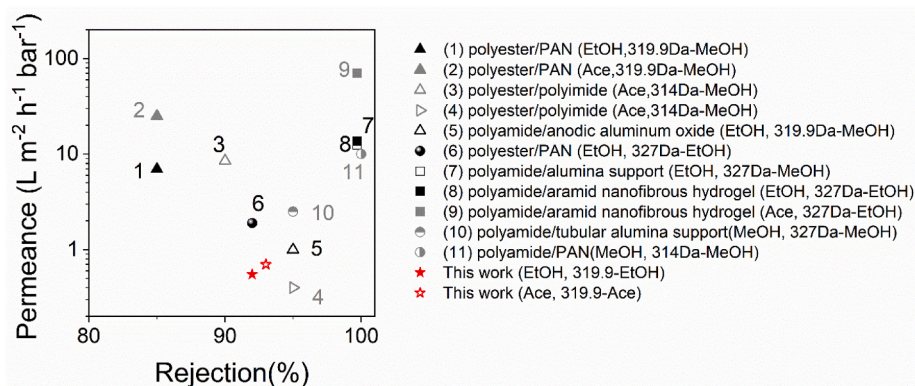 Permeance (L m⁻² h⁻¹ bar⁻¹)
100
10
1
80
90
100
Rejection(%)
9
2
7
3
8
1
11
6
10
5
4
(1) polyester/PAN (EtOH,319.9Da-MeOH)
(2) polyester/PAN (Ace,319.9Da-MeOH)
(3) polyester/polyimide (Ace,314Da-MeOH)
(4) polyester/polyimide (Ace,314Da-MeOH)
(5) polyamide/anodic aluminum oxide (EtOH, 319.9Da-MeOH)
(6) polyester/PAN (EtOH, 327Da-EtOH)
(7) polyamide/alumina support (EtOH, 327Da-MeOH)
(8) polyamide/aramid nanofibrous hydrogel (EtOH, 327Da-EtOH)
(9) polyamide/aramid nanofibrous hydrogel (Ace, 327Da-EtOH)
(10) polyamide/tubular alumina support(MeOH, 327Da-MeOH)
(11) polyamide/PAN(MeOH, 314Da-MeOH)
This work (EtOH, 319.9-EtOH)
This work (Ace, 319.9-Ace)